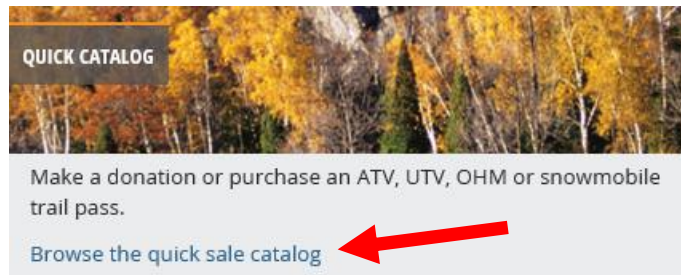 QUICK CATALOG
Make a donation or purchase an ATV, UTV, OHM or snowmobile
trail pass.
Browse the quick sale catalog